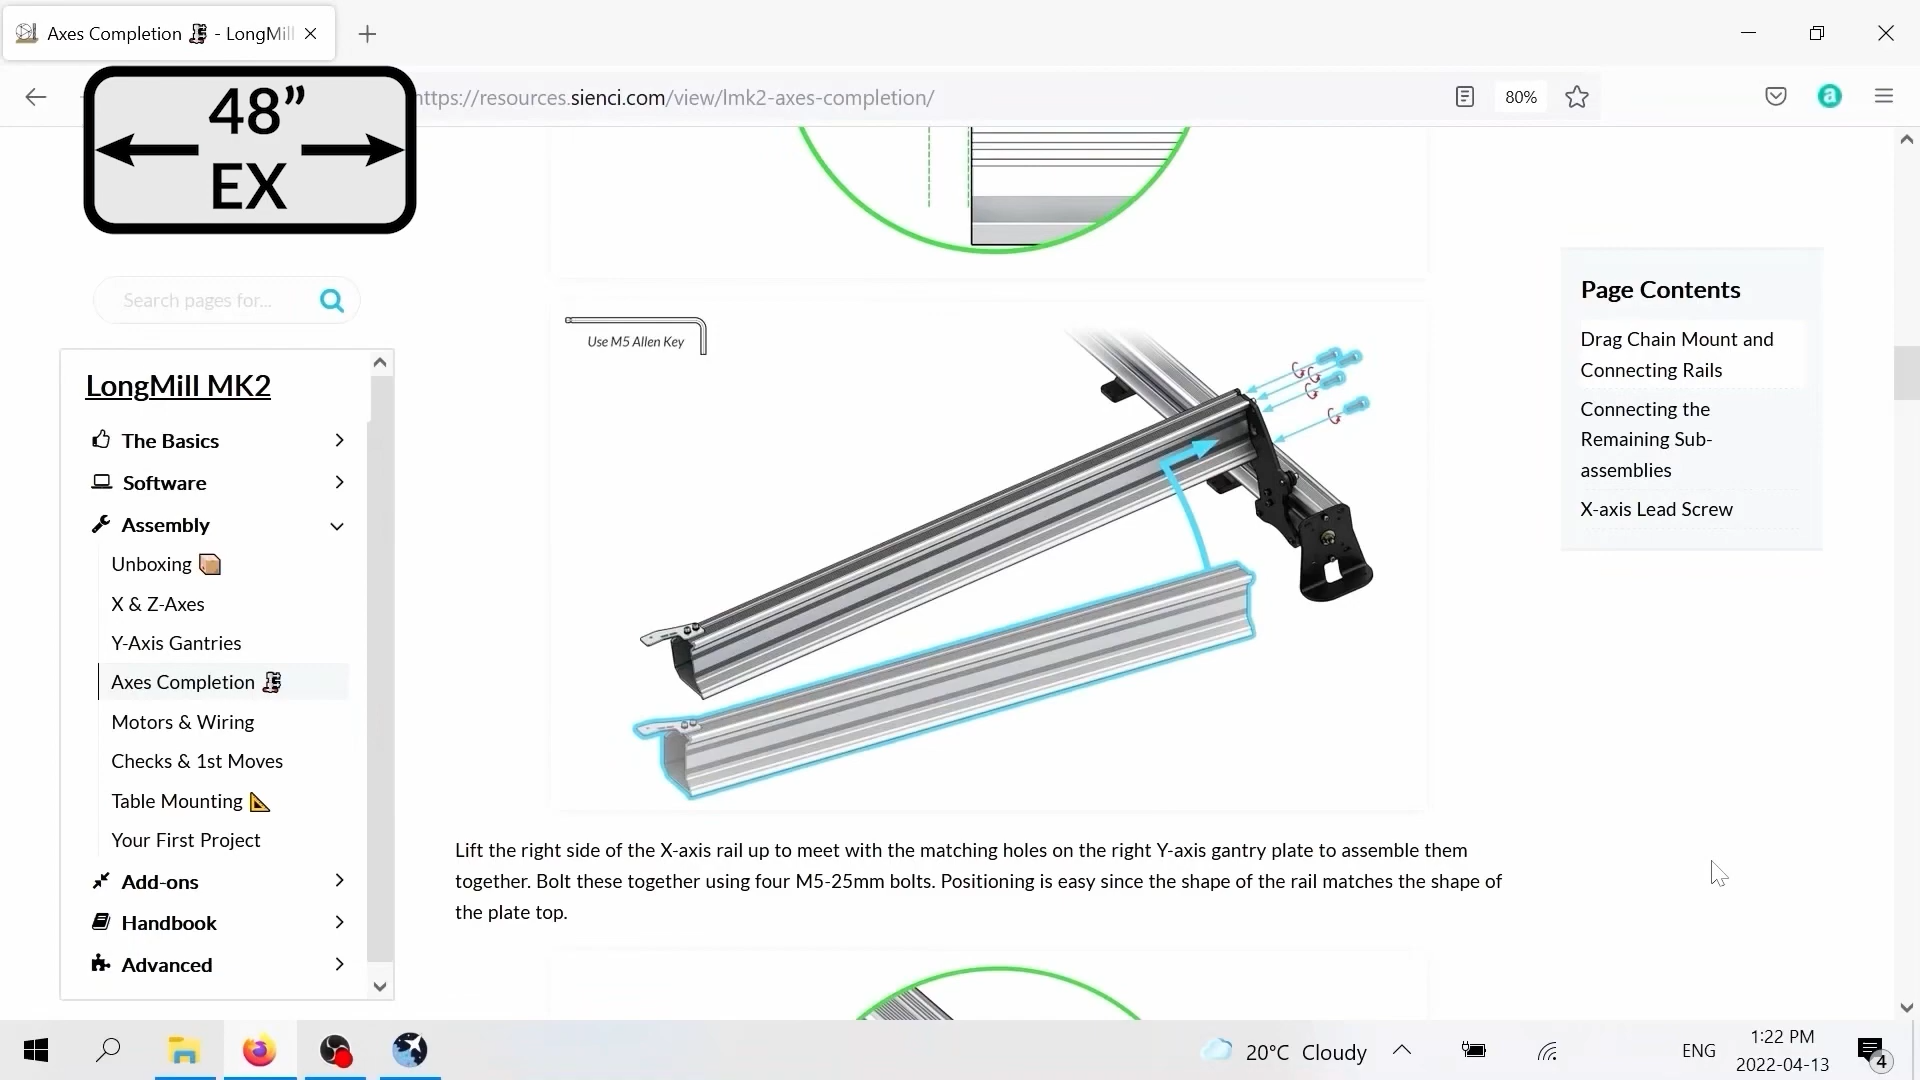 Axes Completion - LongMill
48”
EX
https://resources.sienci.com/view/lmk2-axes-completion/
80%
a
Search pages for...
LongMill MK2
The Basics
Software
Assembly
Unboxing
X & Z-Axes
Y-Axis Gantries
Axes Completion
Motors & Wiring
Checks & 1st Moves
Table Mounting
Your First Project
Add-ons
Handbook
Advanced
Use M5 Allen Key
Lift the right side of the X-axis rail up to meet with the matching holes on the right Y-axis gantry plate to assemble them
together. Bolt these together using four M5-25mm bolts. Positioning is easy since the shape of the rail matches the shape of
the plate top.
Page Contents
Drag Chain Mount and
Connecting Rails
Connecting the
Remaining Sub-
assemblies
X-axis Lead Screw
20°C Cloudy
ENG
1:22 PM
2022-04-13
4